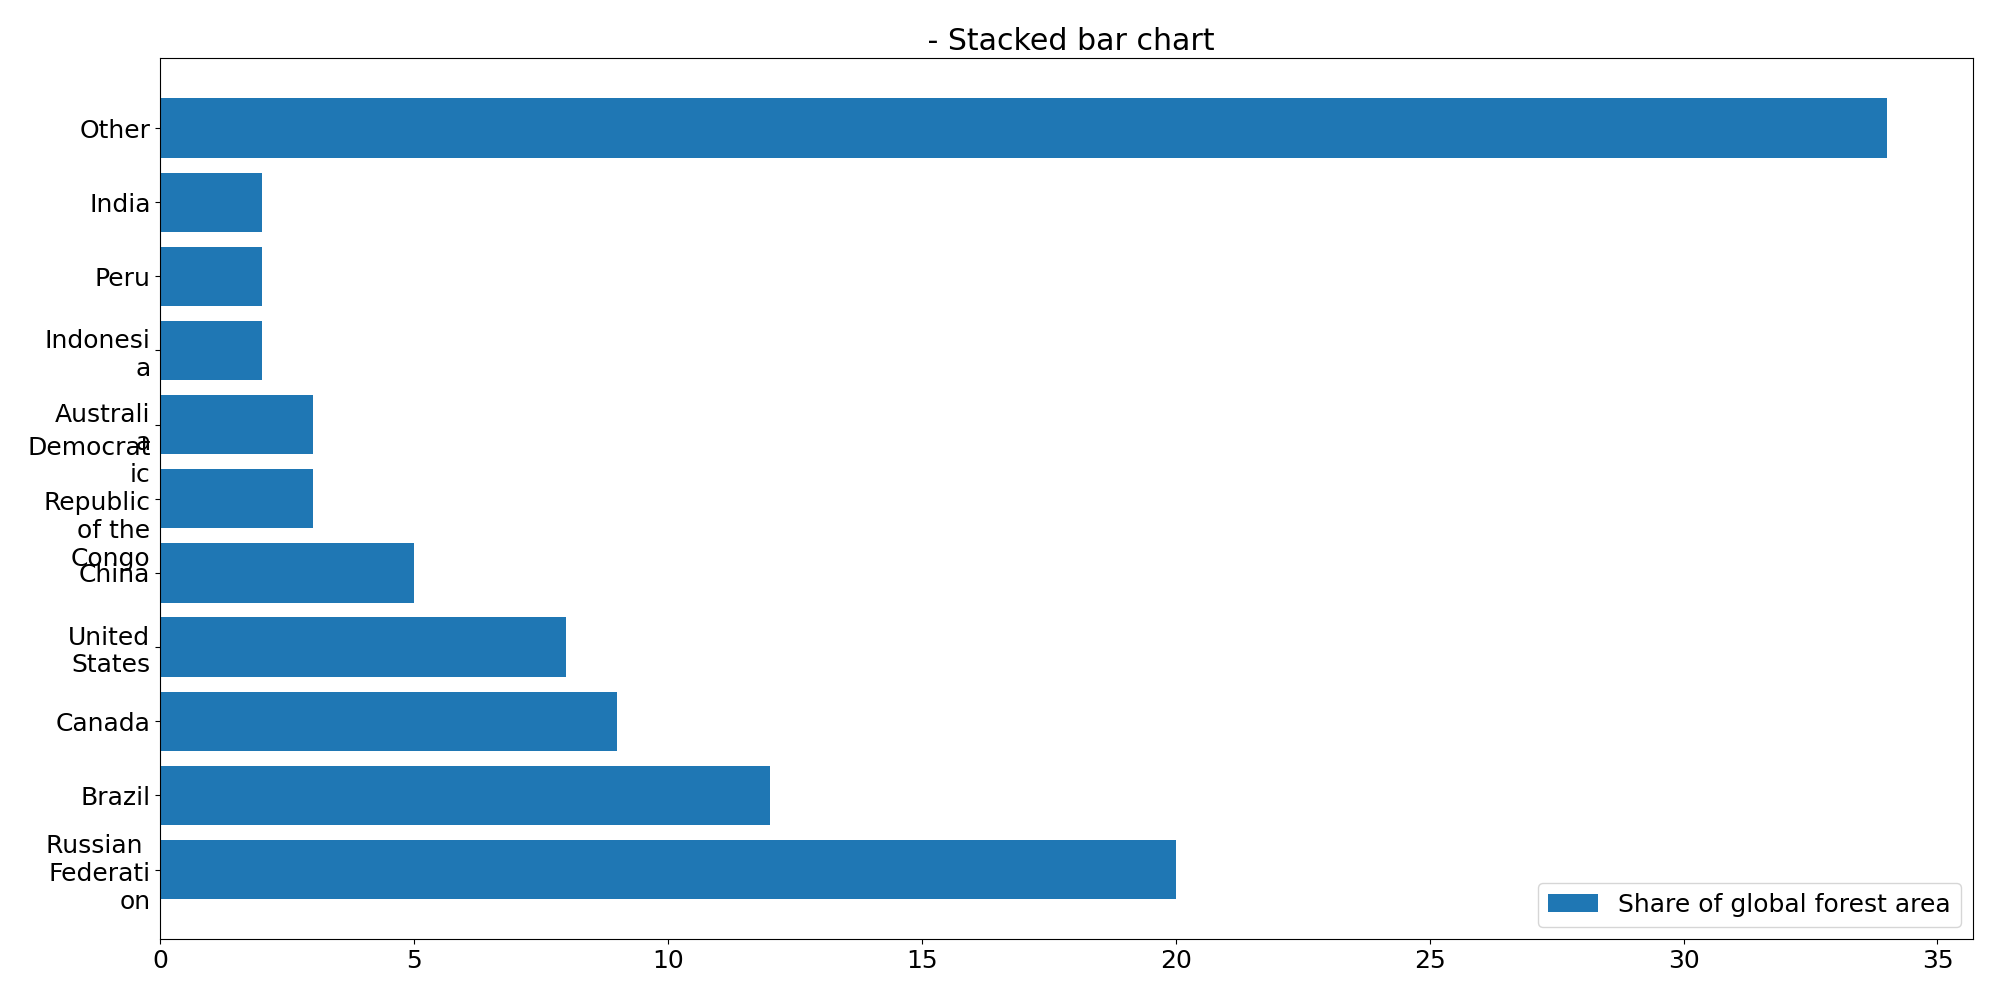 - Stacked bar chart
Other
India
Peru
Indonesi
a
Australi
a
Democrat
ic
Republic
of the
Congo
China
United
States
Canada
Brazil
Russian
Federati
on
Share of global forest area
0 5 10 15 20 25 30 35